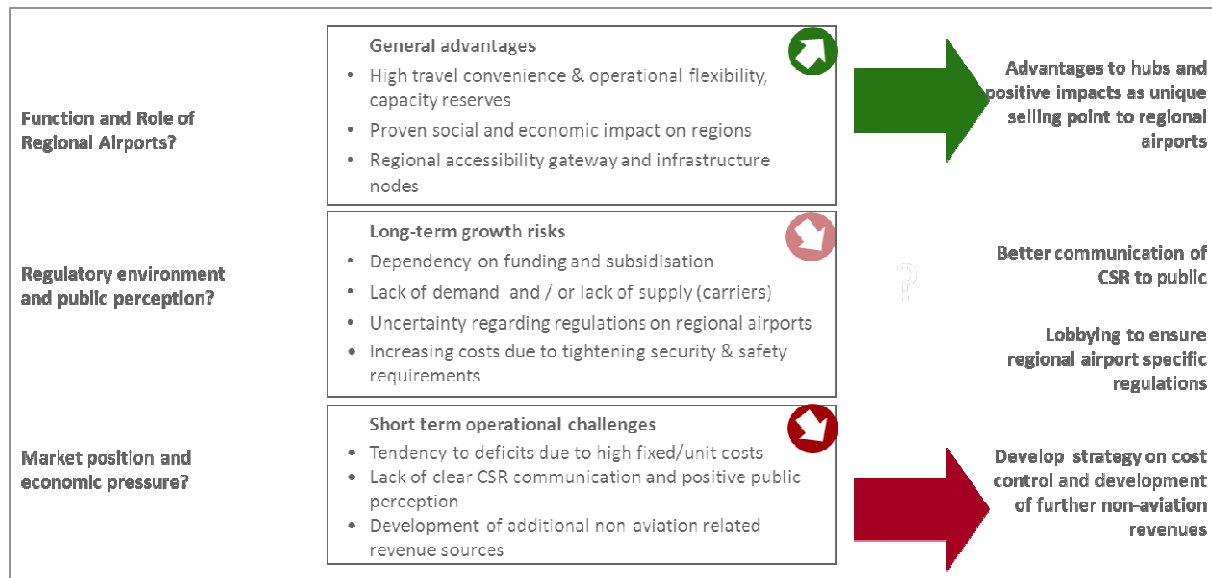 Function and Role of
Regional Airports?
General advantages
• High travel convenience & operational flexibility,
capacity reserves
• Proven social and economic impact on regions
• Regional accessibility gateway and infrastructure
nodes
Advantages to hubs and
positive impacts as unique
selling point to regional
airports
Regulatory environment
and public perception?
Long-term growth risks
• Dependency on funding and subsidisation
• Lack of demand and / or lack of supply (carriers)
• Uncertainty regarding regulations on regional airports
• Increasing costs due to tightening security & safety
requirements
?
Better communication of
CSR to public
Lobbying to ensure
regional airport specific
regulations
Market position and
economic pressure?
Short term operational challenges
• Tendency to deficits due to high fixed/unit costs
• Lack of clear CSR communication and positive public
perception
• Development of additional non aviation related
revenue sources
Develop strategy on cost
control and development
of further non-aviation
revenues